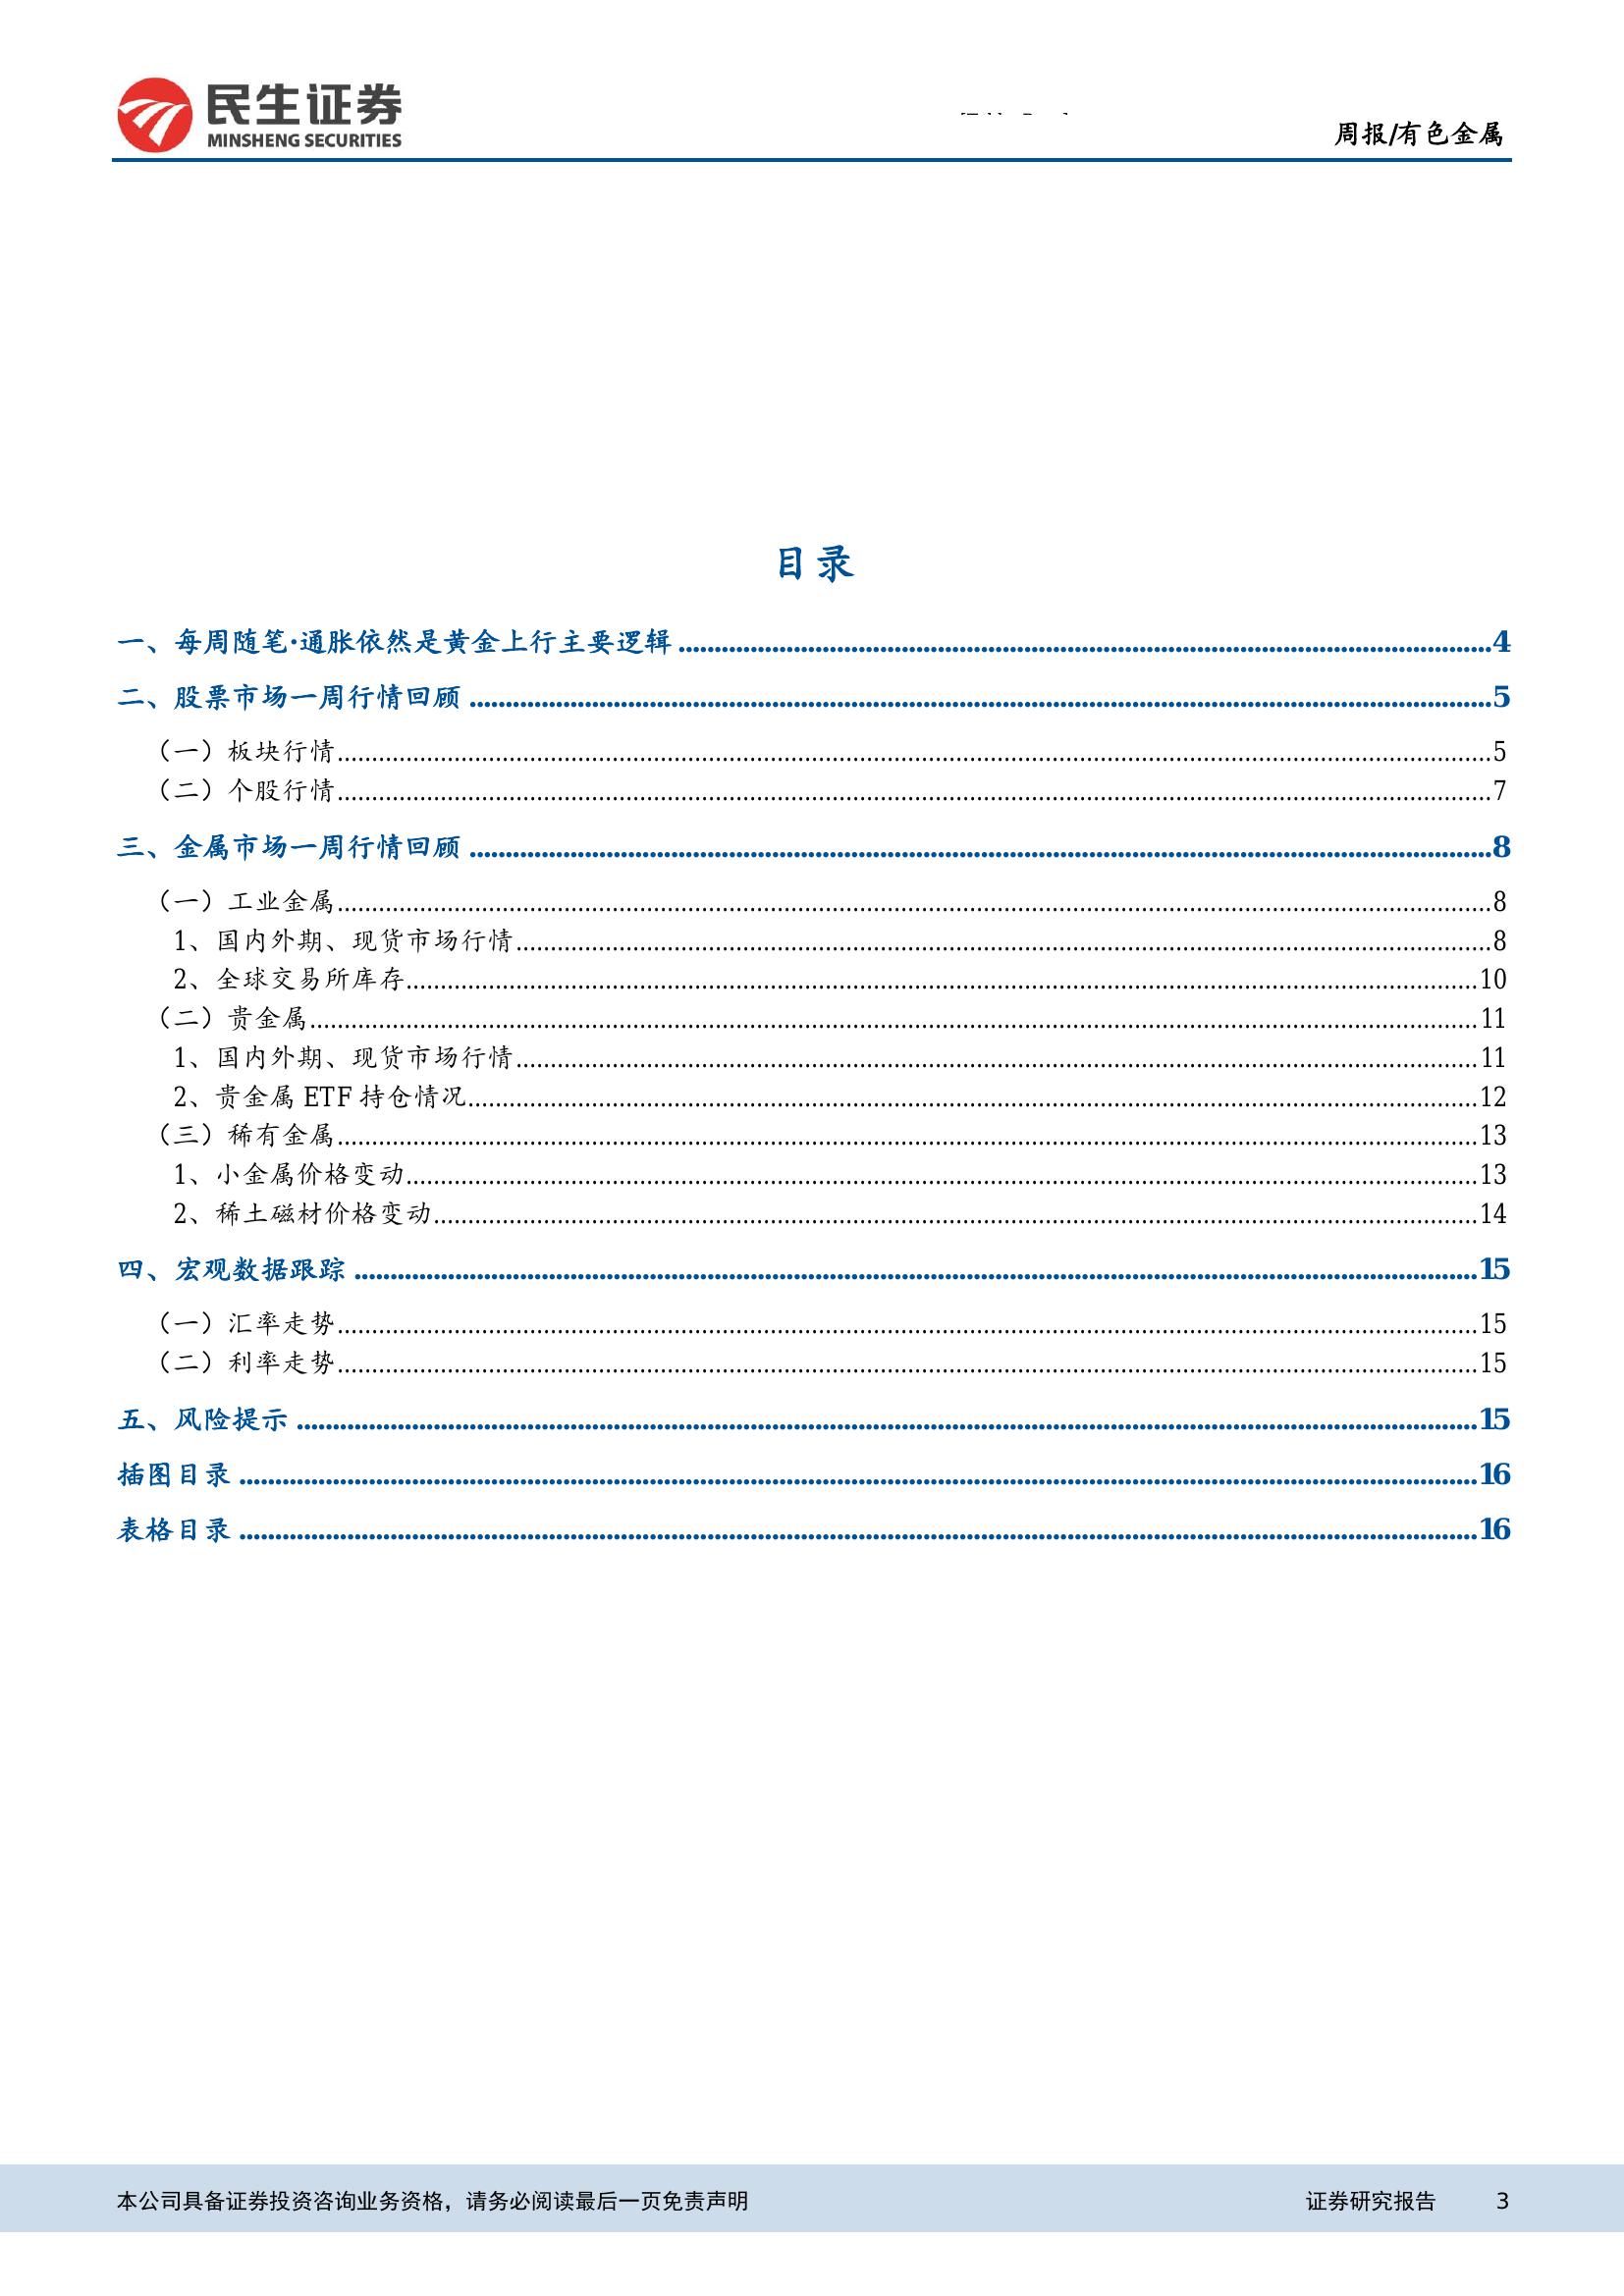 民生证券
MINSHENG SECURITIES
周报/有色金属
目录
一、每周随笔·通胀依然是黄金上行主要逻辑 4
二、股票市场一周行情回顾 5
（一）板块行情 5
（二）个股行情 7
三、金属市场一周行情回顾 8
（一）工业金属 8
1、国内外期、现货市场行情 8
2、全球交易所库存 10
（二）贵金属 11
1、国内外期、现货市场行情 11
2、贵金属 ETF 持仓情况 12
（三）稀有金属 13
1、小金属价格变动 13
2、稀土磁材价格变动 14
四、宏观数据跟踪 15
（一）汇率走势 15
（二）利率走势 15
五、风险提示 15
插图目录 16
表格目录 16
本公司具备证券投资咨询业务资格，请务必阅读最后一页免责声明 证券研究报告 3